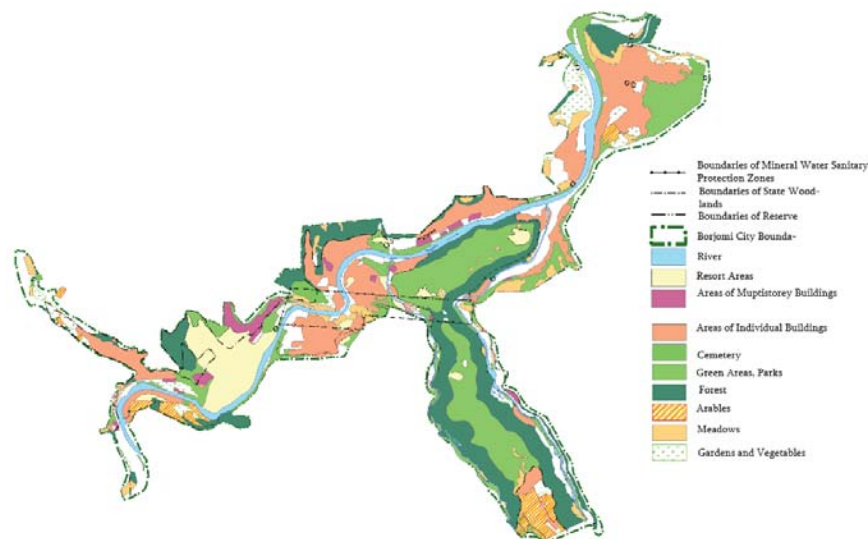 Boundaries of Mineral Water Sanitary
Protection Zones
Boundaries of State Wood-
lands
Boundaries of Reserve
Borjomi City Bounda-
River
Resort Areas
Areas of Muptistorey Buildings
Areas of Individual Buildings
Cemetery
Green Areas, Parks
Forest
Arables
Meadows
Gardens and Vegetables